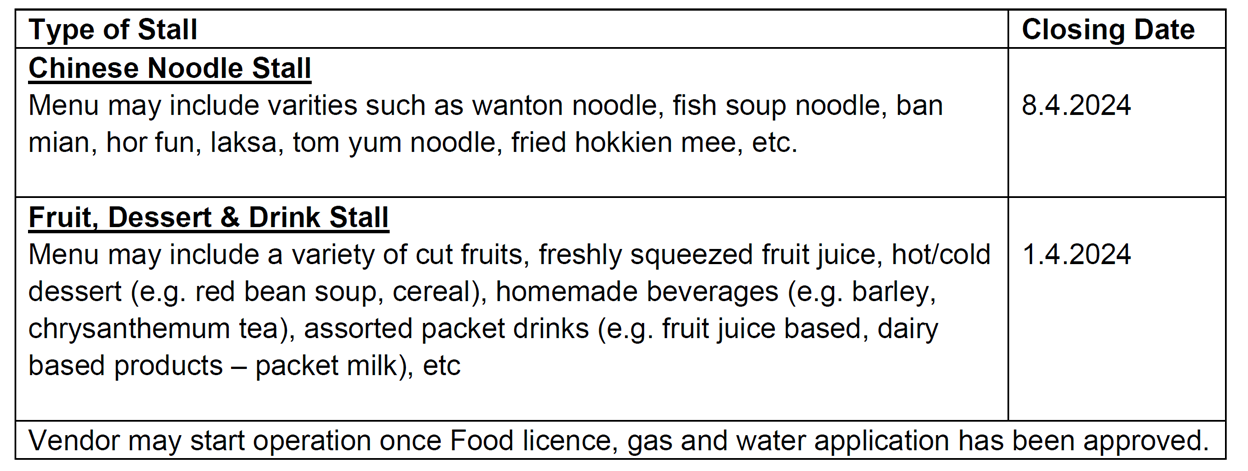 Type of Stall
Closing Date
Chinese Noodle Stall
Menu may include varities such as wanton noodle, fish soup noodle, ban
mian, hor fun, laksa, tom yum noodle, fried hokkien mee, etc.
8.4.2024
Fruit, Dessert & Drink Stall
Menu may include a variety of cut fruits, freshly squeezed fruit juice, hot/cold
dessert (e.g. red bean soup, cereal), homemade beverages (e.g. barley,
chrysanthemum tea), assorted packet drinks (e.g. fruit juice based, dairy
based products – packet milk), etc
1.4.2024
Vendor may start operation once Food licence, gas and water application has been approved.